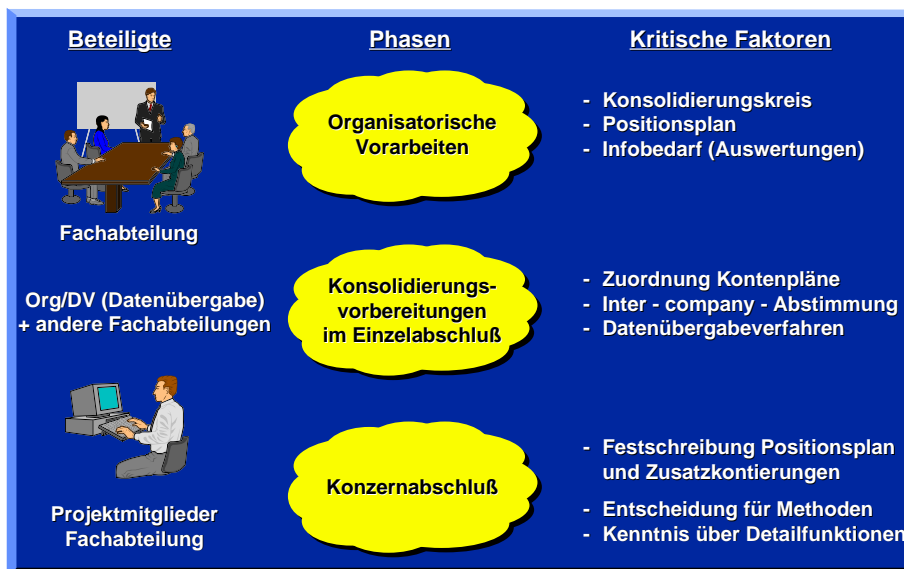 Beteiligte
Phasen
Kritische Faktoren
Organisatorische
Vorarbeiten
- Konsolidierungskreis
- Positionsplan
- Infobedarf (Auswertungen)
Fachabteilung
Org/DV (Datenübergabe)
+ andere Fachabteilungen
Konsolidierungs-
vorbereitungen
im Einzelabschluß
- Zuordnung Kontenpläne
- Inter - company - Abstimmung
- Datenübergabeverfahren
Projektmitglieder
Fachabteilung
Konzernabschluß
- Festschreibung Positionsplan
und Zusatzkontierungen
- Entscheidung für Methoden
- Kenntnis über Detailfunktionen